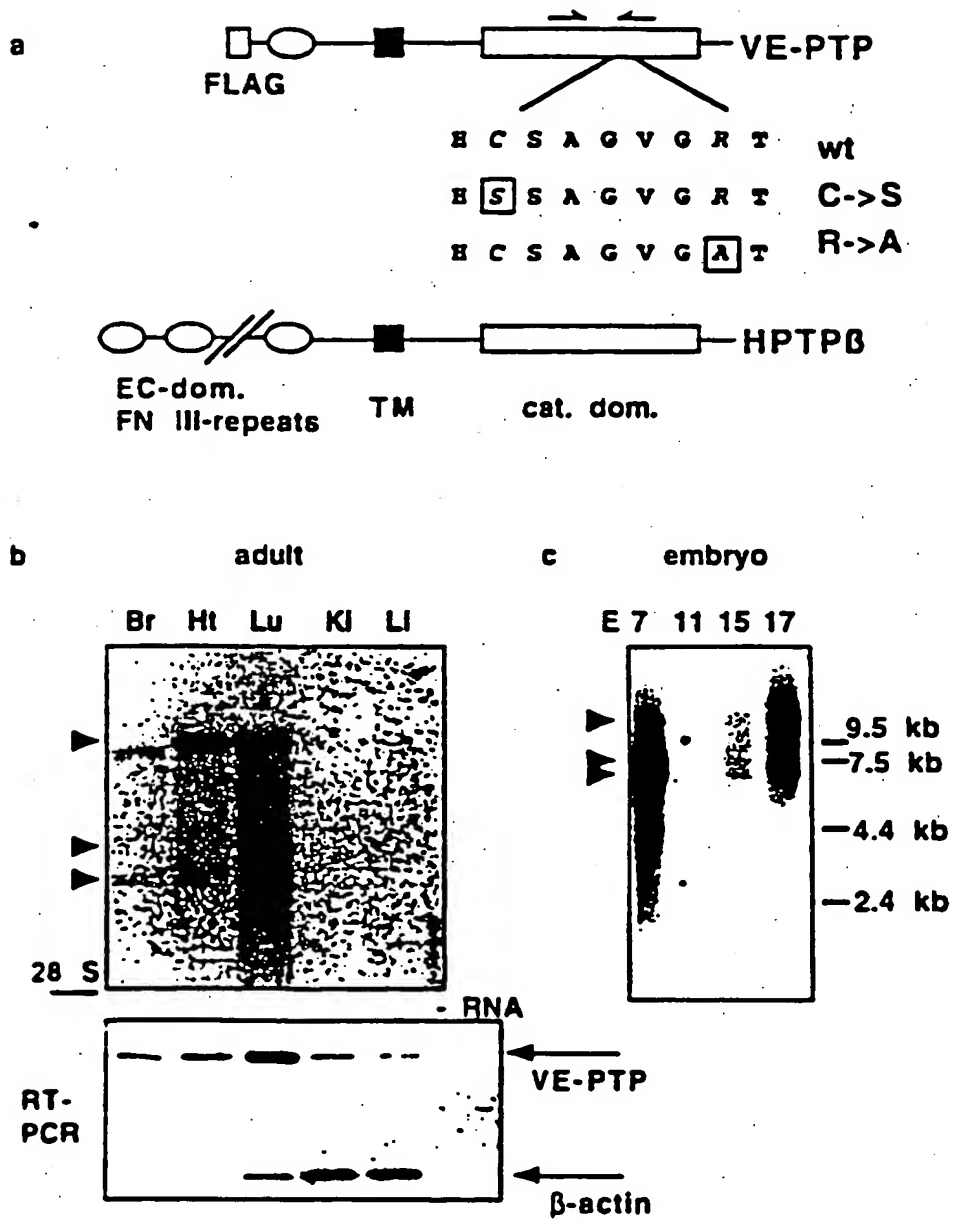 a
VE-PTP
FLAG
H C S A G V G R T wt
H S S A G V G R T C->S
H C S A G V G A T R->A
HPTPß
EC-dom.
FN III-repeats
TM
cat. dom.
b adult
Br Ht Lu Ki Li
28 S
- RNA
VE-PTP
RT-
PCR
β-actin
c embryo
E 7 11 15 17
9.5 kb
7.5 kb
4.4 kb
2.4 kb